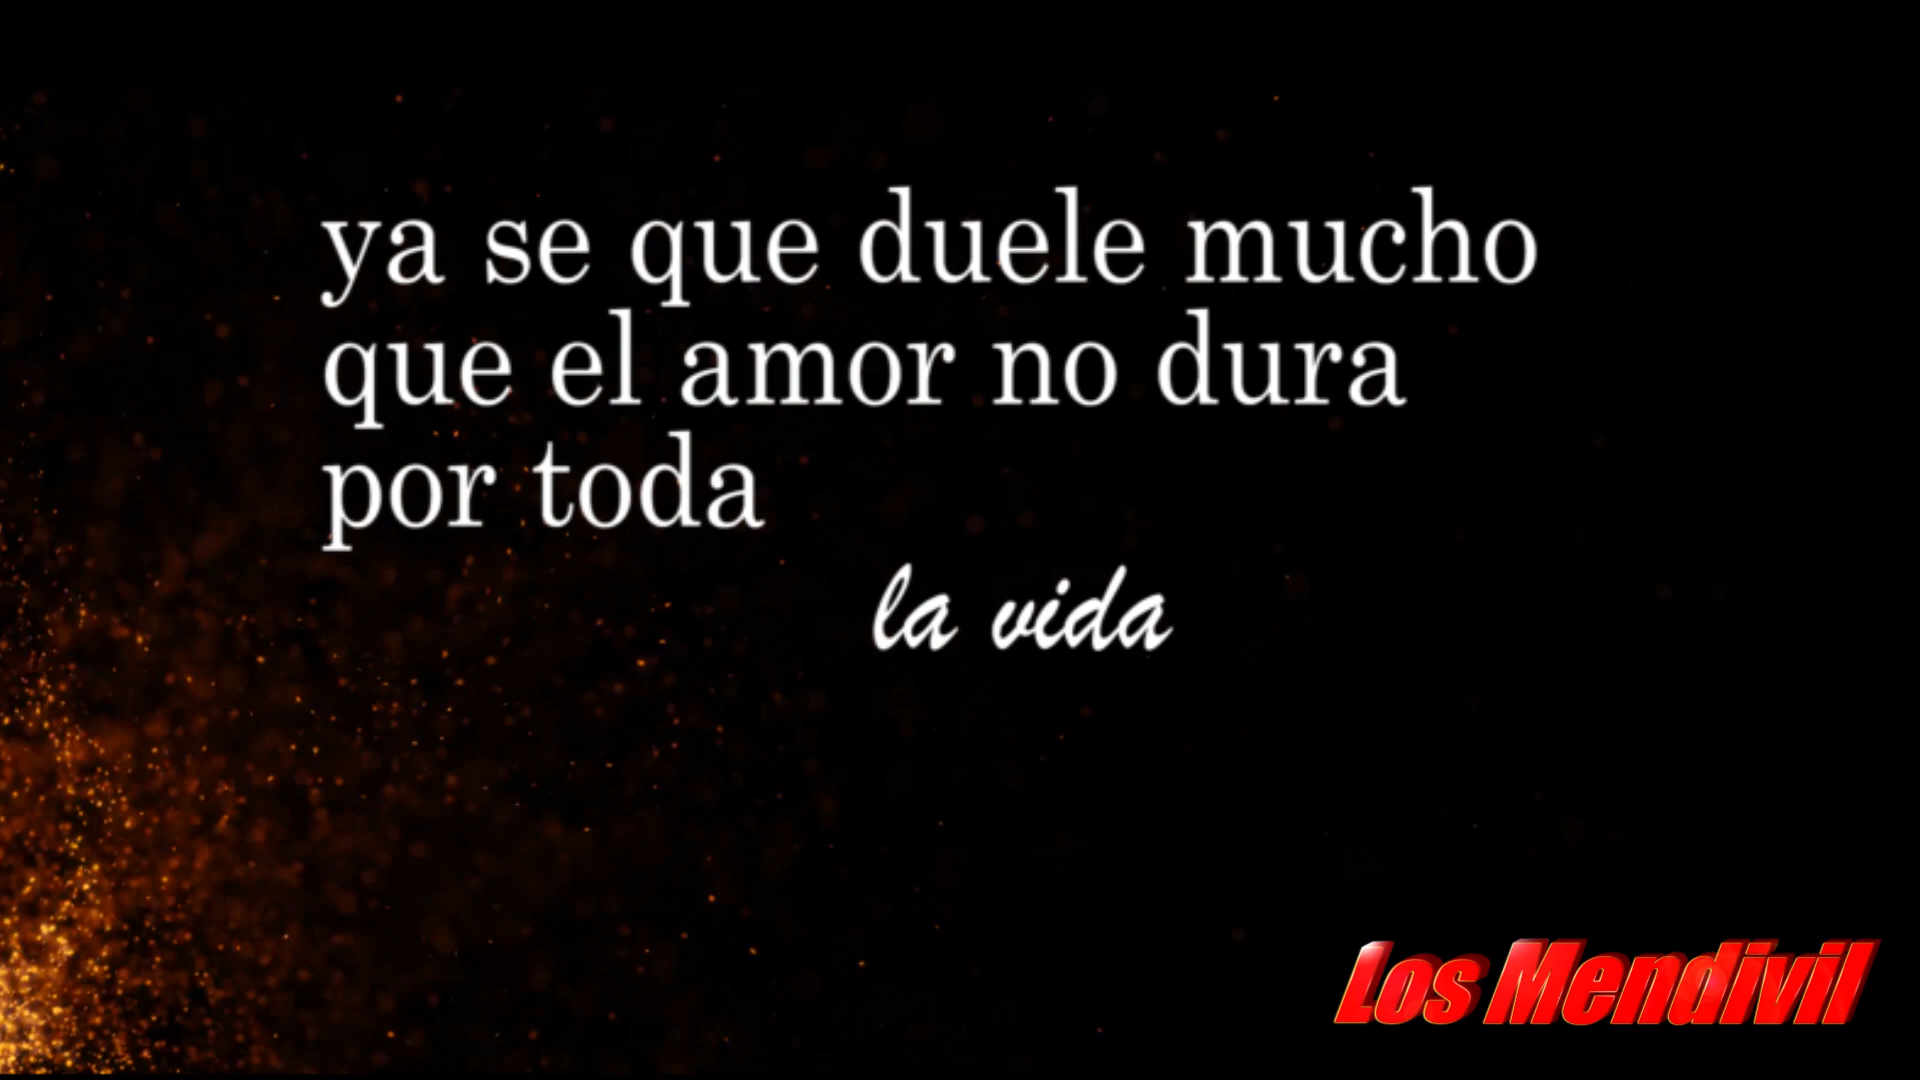 ya se que duele mucho
que el amor no dura
por toda
la vida
Los Mendivil